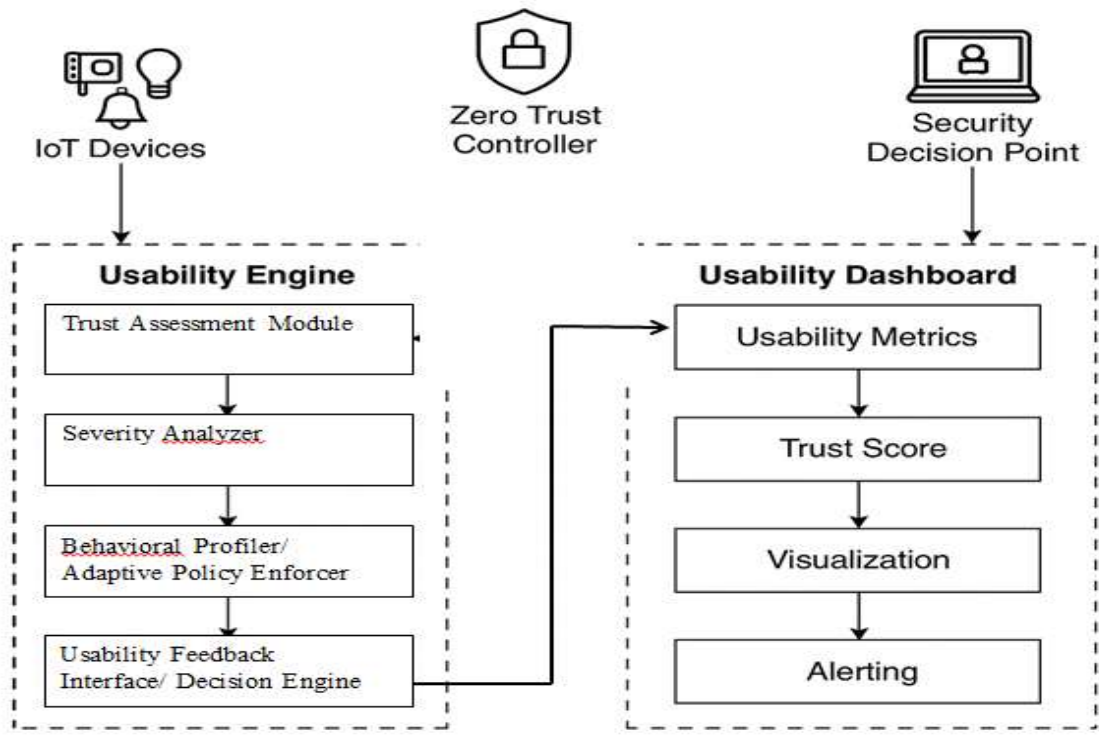 IoT Devices
Zero Trust
Controller
Security
Decision Point
Usability Engine
Trust Assessment Module
Severity Analyzer
Behavioral Profiler/
Adaptive Policy Enforcer
Usability Feedback
Interface/ Decision Engine
Usability Dashboard
Usability Metrics
Trust Score
Visualization
Alerting